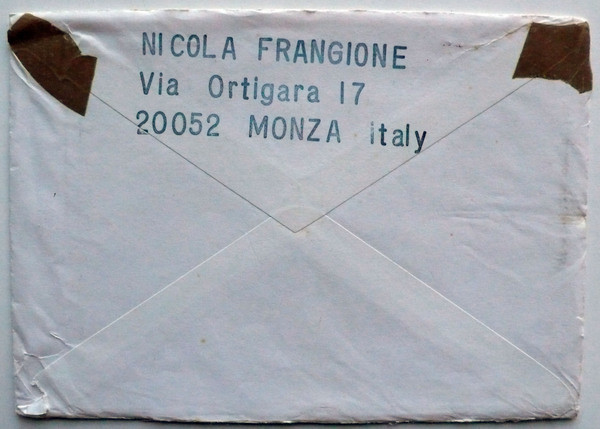 NICOLA FRANGIONE
Via Ortigara 17
20052 MONZA italy